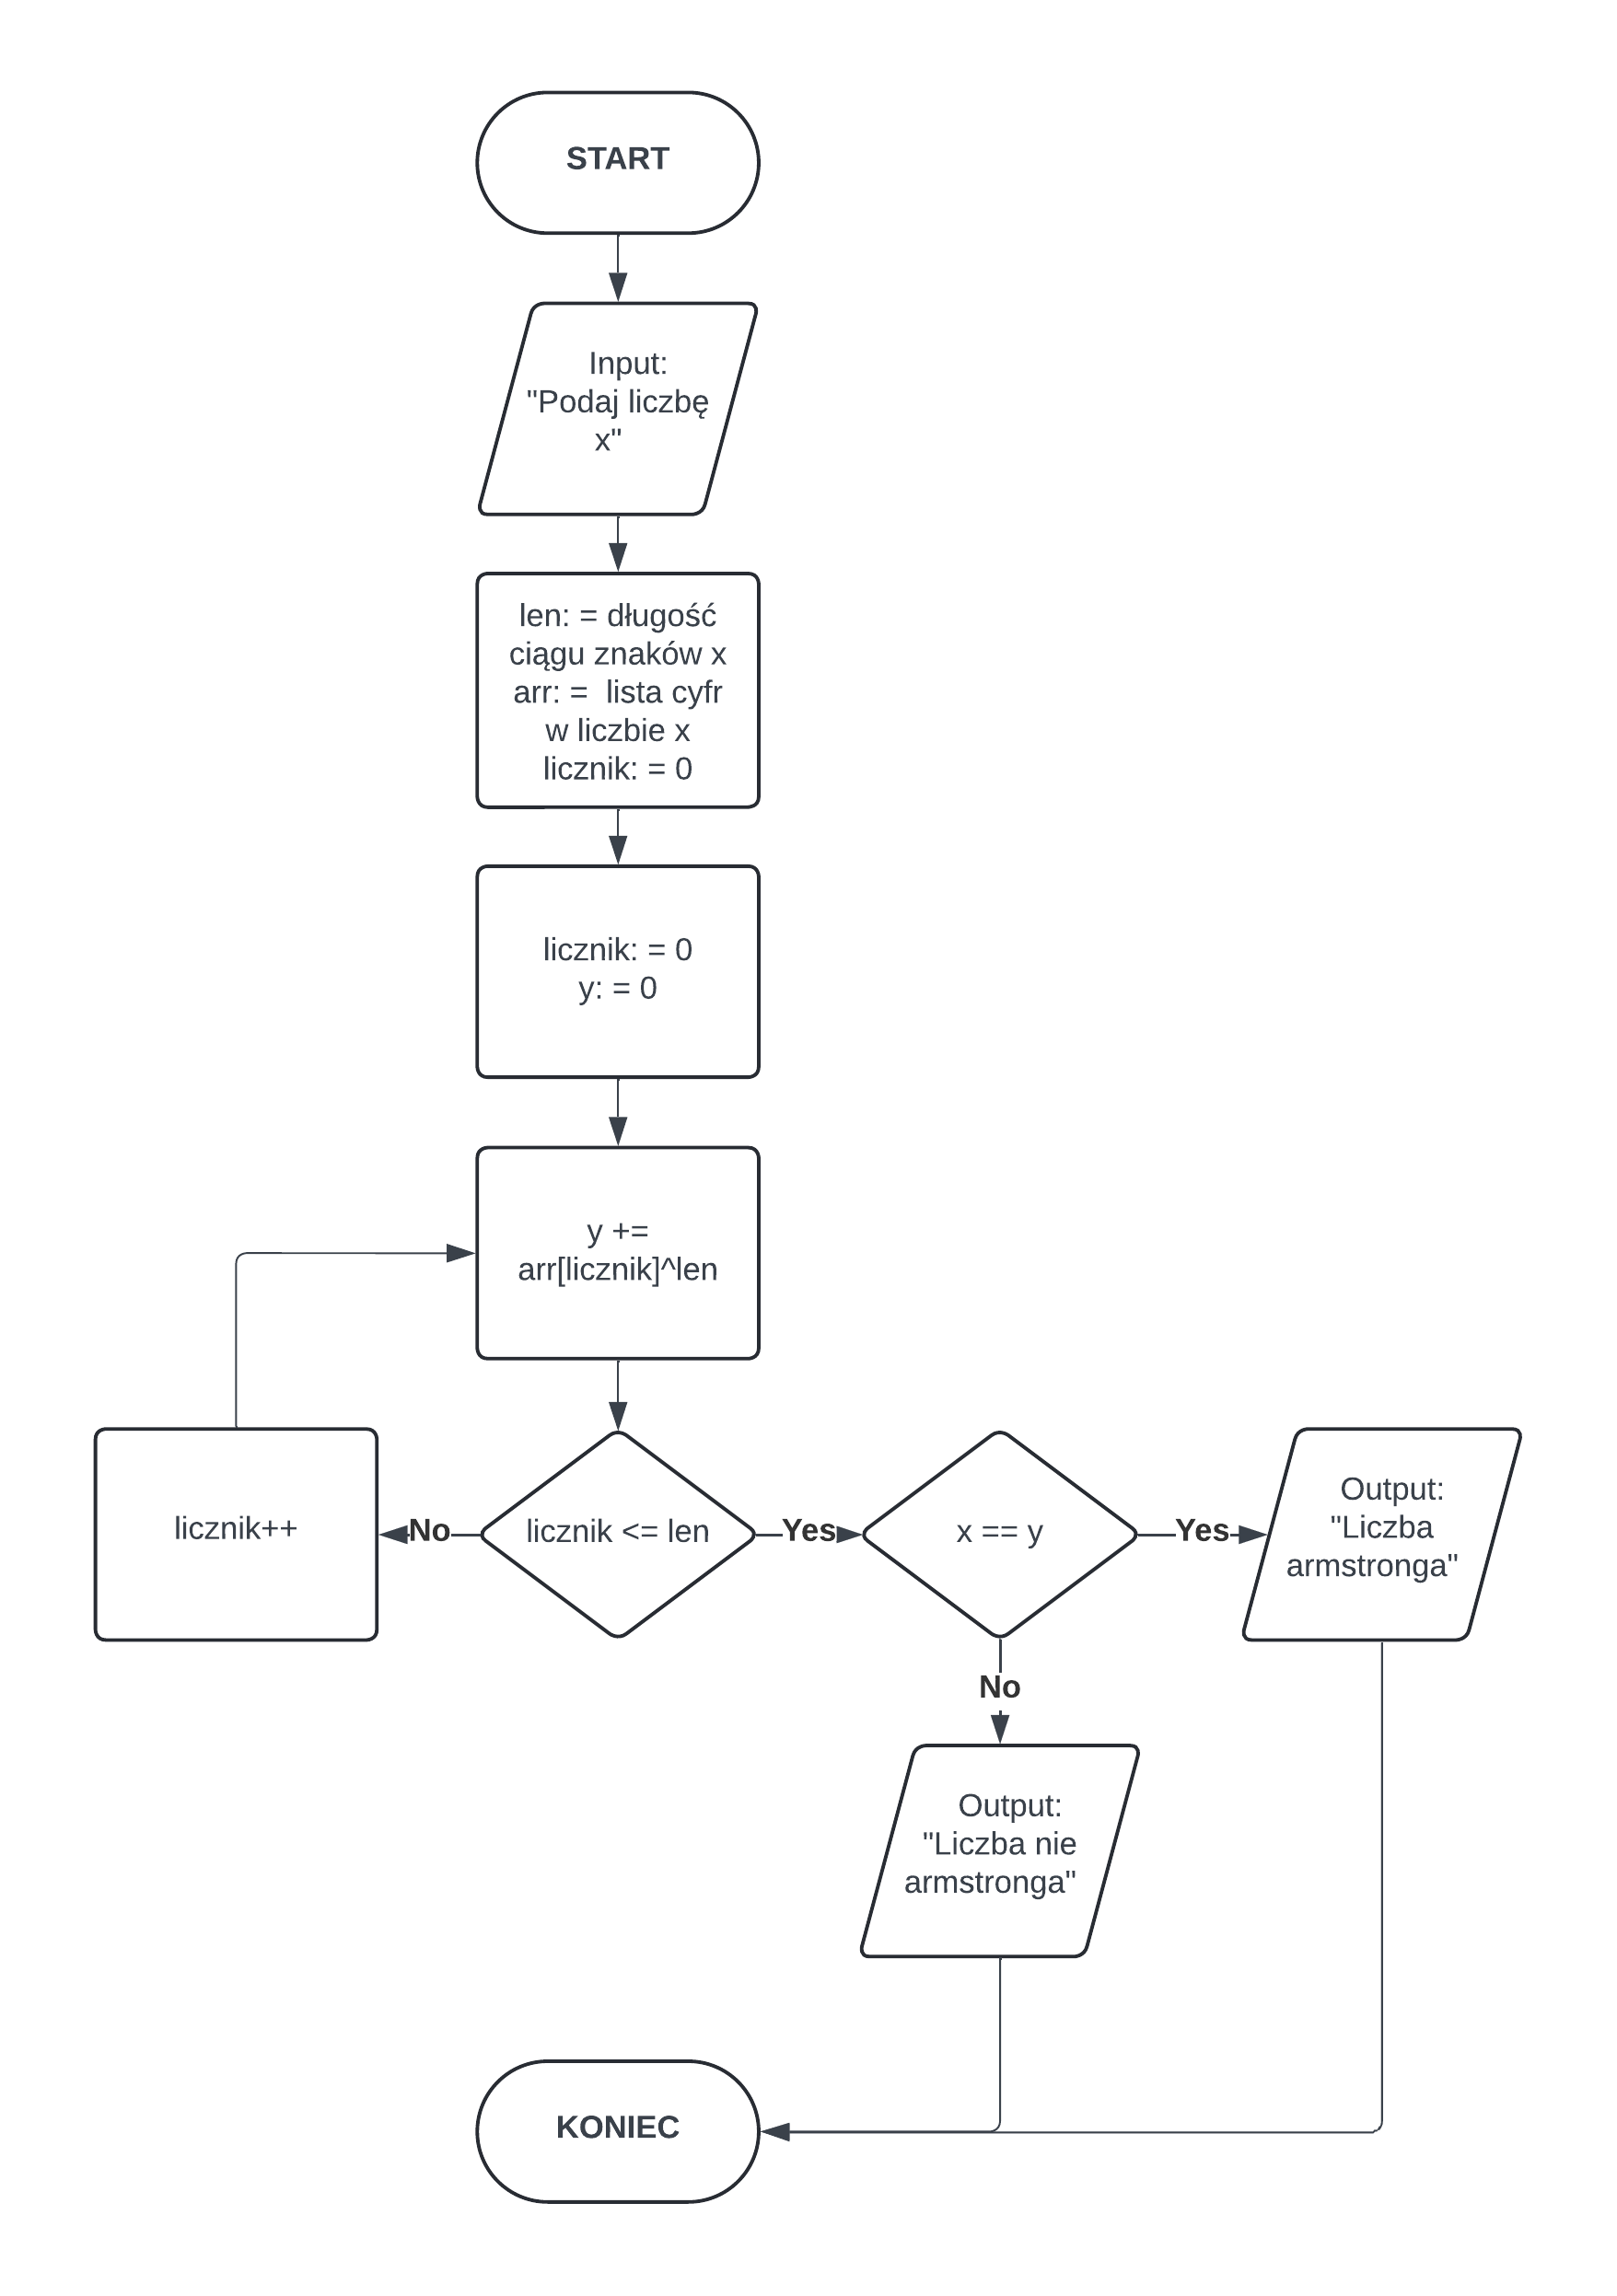 START
Input:
"Podaj liczbę
x"
len: = długość
ciągu znaków x
arr: =  lista cyfr
w liczbie x
licznik: = 0
licznik: = 0
y: = 0
y +=
arr[licznik]^len
licznik++
No
licznik <= len
Yes
x == y
Yes
Output:
"Liczba
armstronga"
No
Output:
"Liczba nie
armstronga"
KONIEC